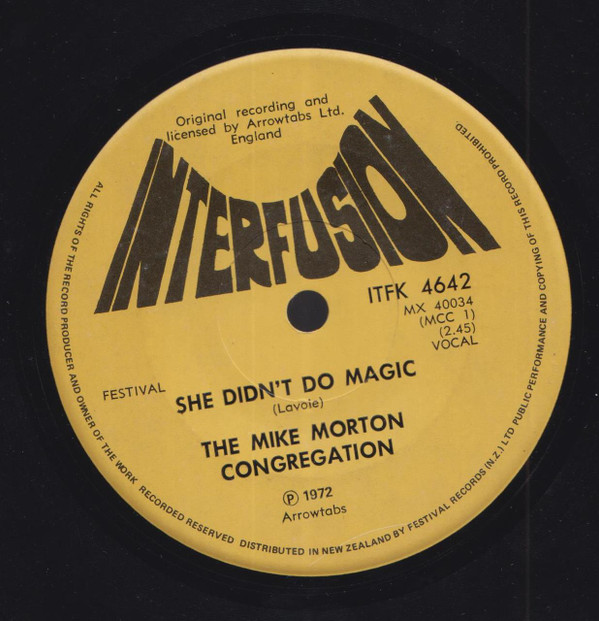 Original recording and
licensed by Arrowtabs Ltd.
England
INTERFUSION
ITFK 4642
MX 40034
(MCC 1)
(2.45)
VOCAL
FESTIVAL
SHE DIDN'T DO MAGIC
(Lavoie)
THE MIKE MORTON
CONGREGATION
℗ 1972
Arrowtabs
ALL RIGHTS OF THE RECORD PRODUCER AND OWNER OF THE WORK RECORDED RESERVED DISTRIBUTED IN NEW ZEALAND BY FESTIVAL RECORDS (N.Z.) LTD PUBLIC PERFORMANCE AND COPYING OF THIS RECORD PROHIBITED.